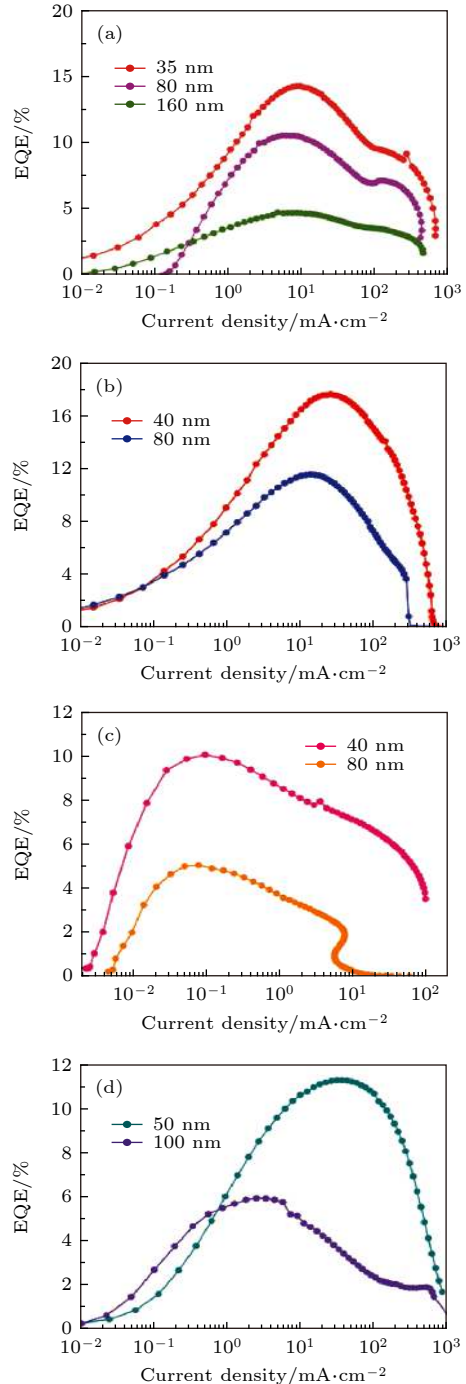 (a)
35 nm
80 nm
160 nm
EQE/%
20
15
10
5
0
10⁻² 10⁻¹ 10⁰ 10¹ 10² 10³
Current density/mA·cm⁻²
(b)
40 nm
80 nm
EQE/%
20
16
12
8
4
0
10⁻² 10⁻¹ 10⁰ 10¹ 10² 10³
Current density/mA·cm⁻²
(c)
40 nm
80 nm
EQE/%
12
10
8
6
4
2
0
10⁻² 10⁻¹ 10⁰ 10¹ 10²
Current density/mA·cm⁻²
(d)
50 nm
100 nm
EQE/%
12
10
8
6
4
2
0
10⁻² 10⁻¹ 10⁰ 10¹ 10² 10³
Current density/mA·cm⁻²